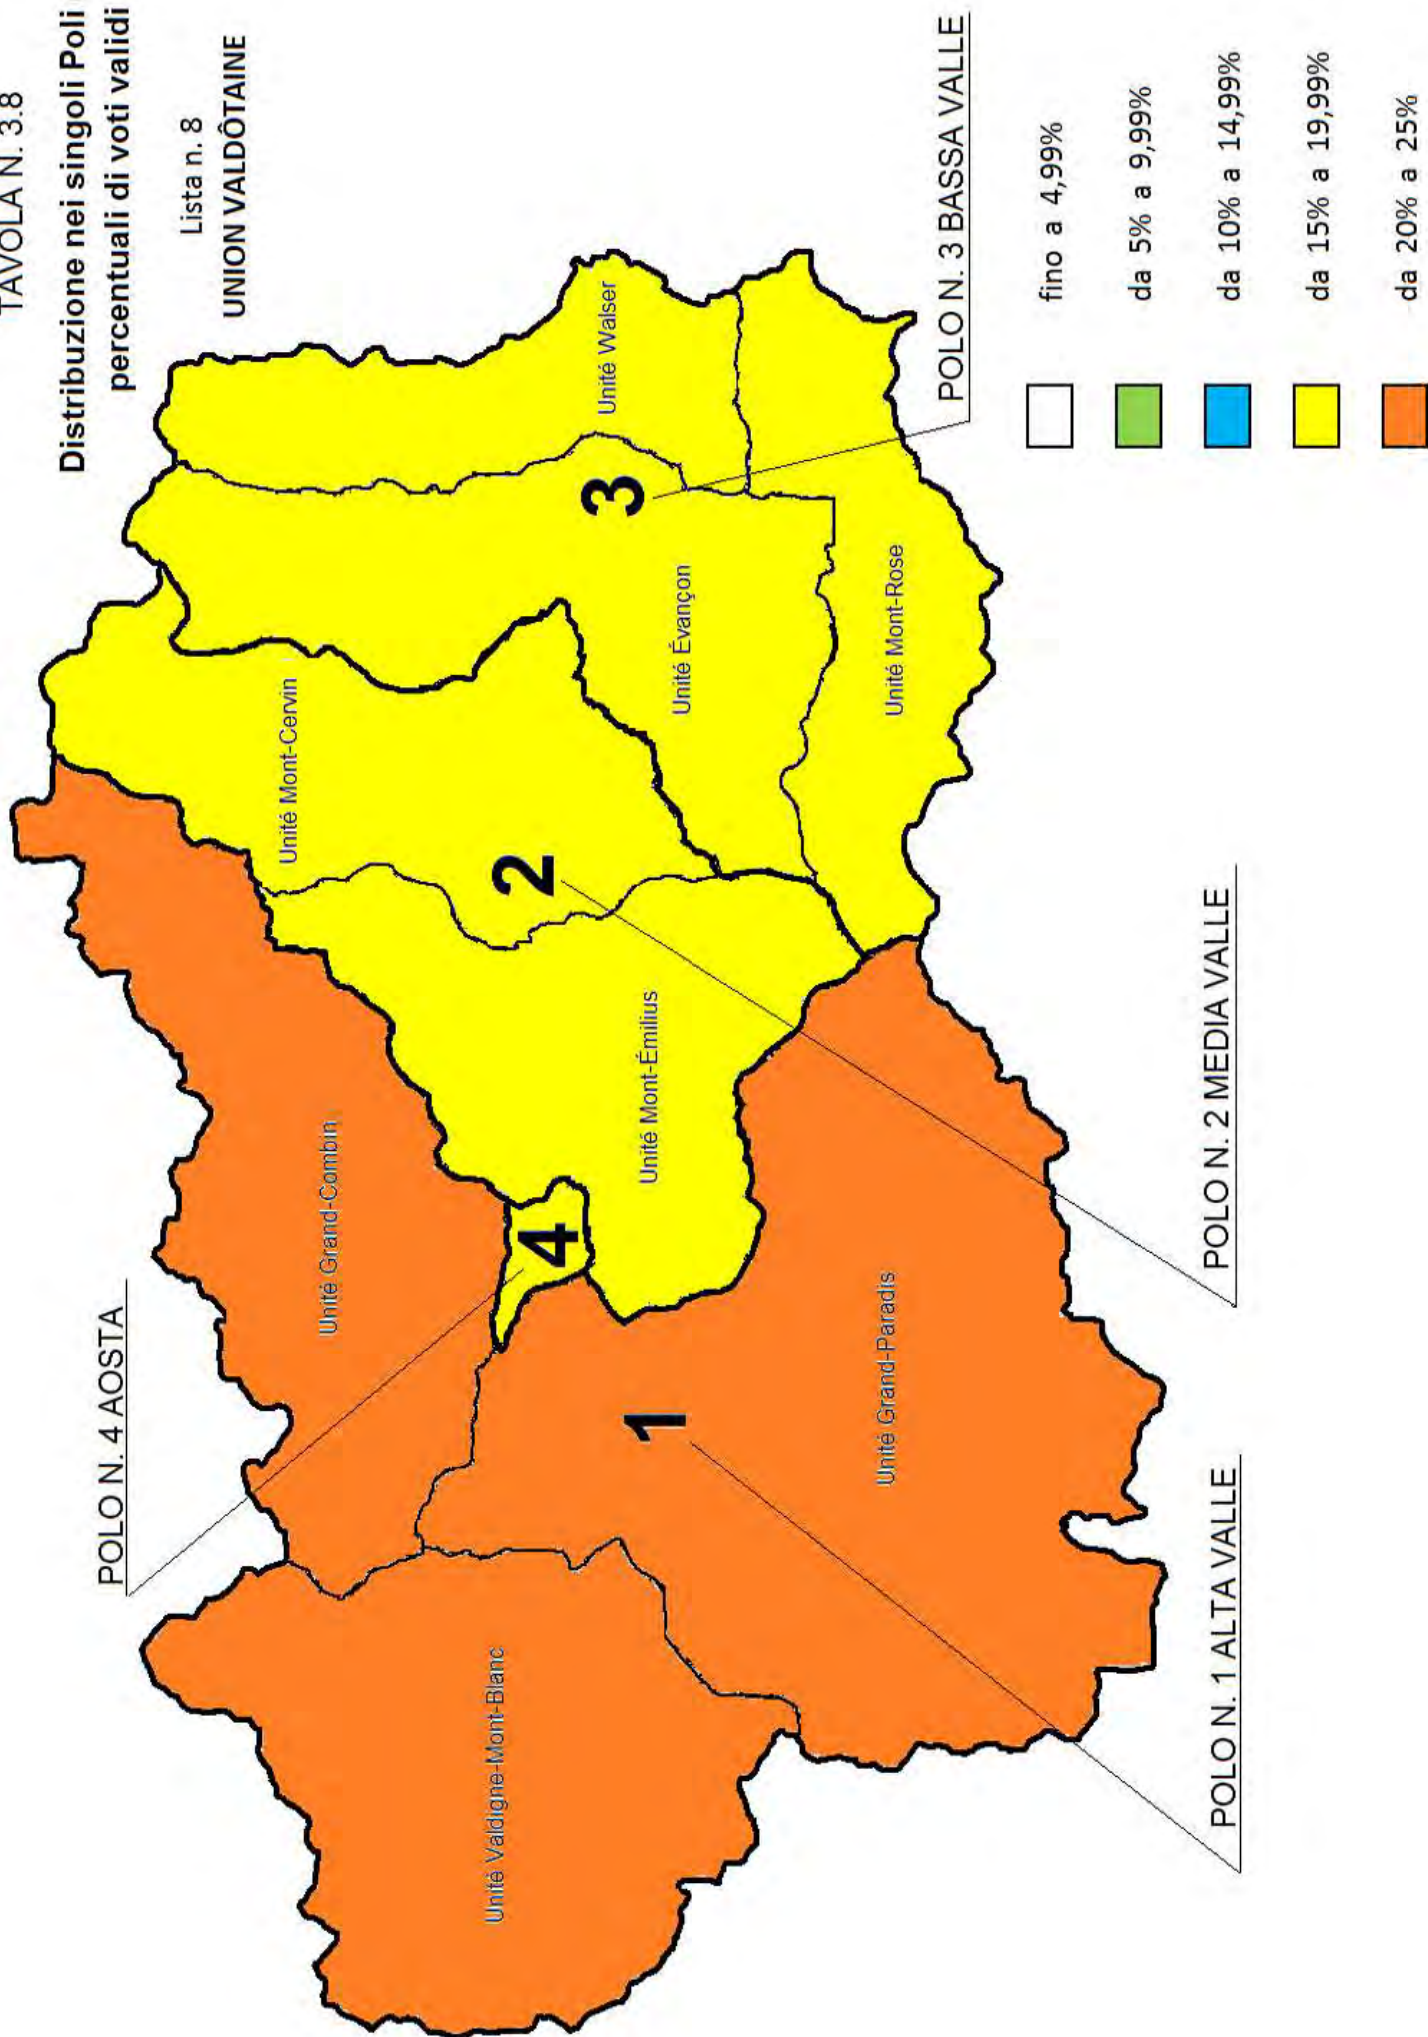 TAVOLA N. 3.8
Distribuzione nei singoli Poli
percentuali di voti validi
Lista n. 8
UNION VALDÔTAINE
POLO N. 4 AOSTA
Unité Valdigne-Mont-Blanc
Unité Grand-Combin
Unité Mont-Cervin
Unité Walser
4
2
3
1
Unité Mont-Émilius
Unité Évançon
Unité Grand-Paradis
Unité Mont-Rose
POLO N. 1 ALTA VALLE
POLO N. 2 MEDIA VALLE
POLO N. 3 BASSA VALLE
fino a 4,99%
da 5% a 9,99%
da 10% a 14,99%
da 15% a 19,99%
da 20% a 25%